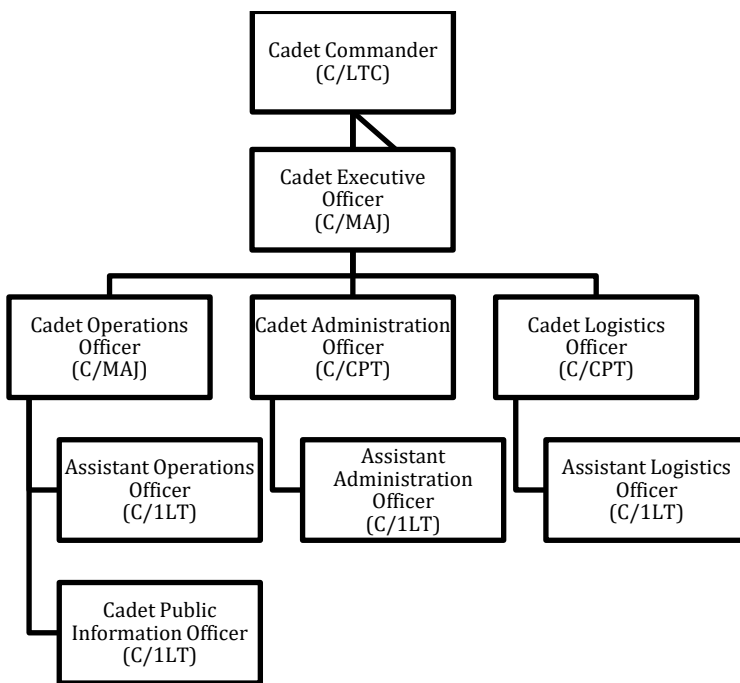 Cadet Commander
(C/LTC)
Cadet Executive
Officer
(C/MAJ)
Cadet Operations
Officer
(C/MAJ)
Cadet Administration
Officer
(C/CPT)
Cadet Logistics
Officer
(C/CPT)
Assistant Operations
Officer
(C/1LT)
Assistant
Administration
Officer
(C/1LT)
Assistant Logistics
Officer
(C/1LT)
Cadet Public
Information Officer
(C/1LT)